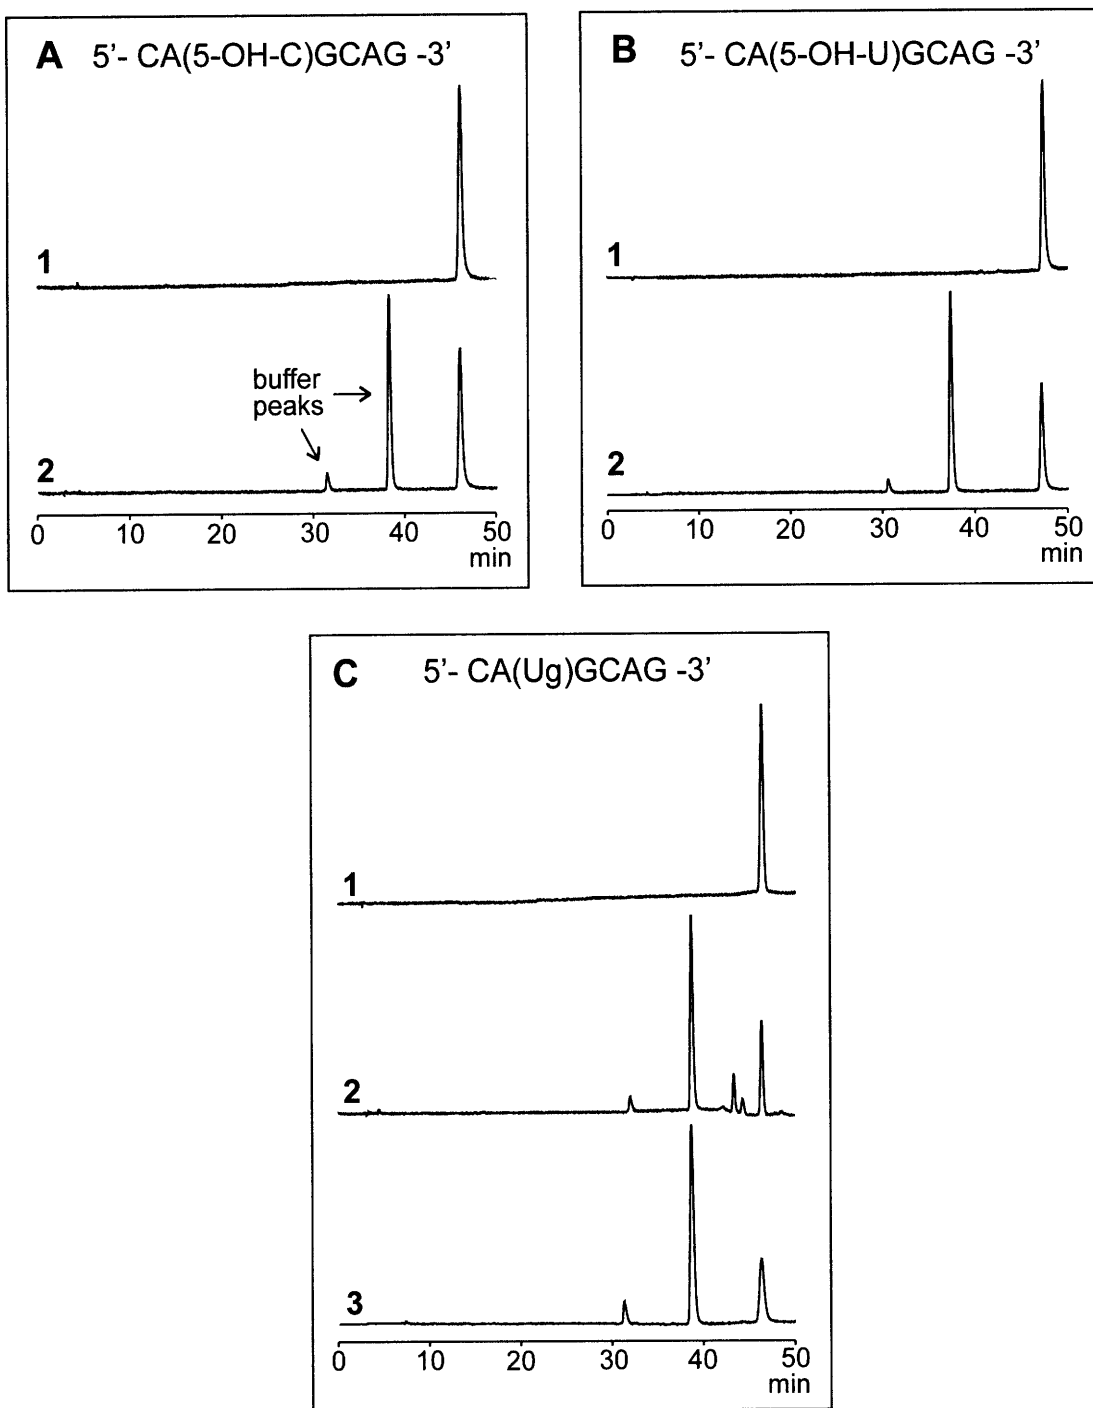 A 5'- CA(5-OH-C)GCAG -3'
1
buffer
peaks
2
0 10 20 30 40 50
min
B 5'- CA(5-OH-U)GCAG -3'
1
2
0 10 20 30 40 50
min
C 5'- CA(Ug)GCAG -3'
1
2
3
0 10 20 30 40 50
min